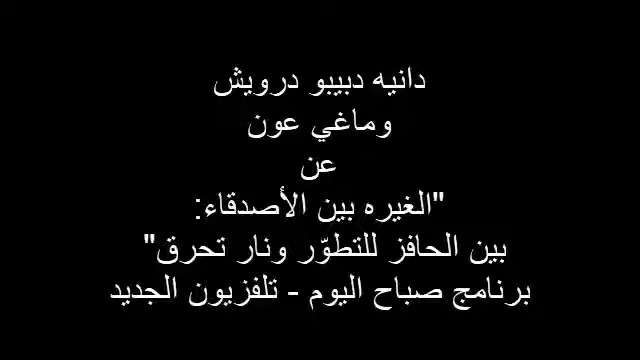 دانيه دبيبو درويش
وماغي عون
عن
"الغيره بين الأصدقاء:
بين الحافز للتطوّر ونار تحرق"
برنامج صباح اليوم - تلفزيون الجديد